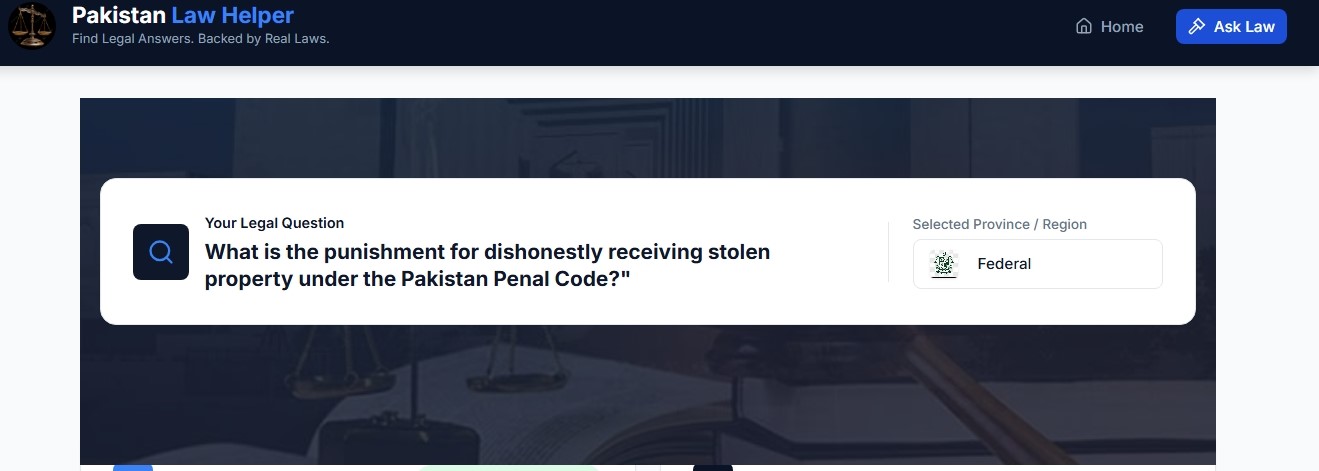 Pakistan Law Helper
Find Legal Answers. Backed by Real Laws.
Home
Ask Law
Your Legal Question
What is the punishment for dishonestly receiving stolen
property under the Pakistan Penal Code?"
Selected Province / Region
Federal